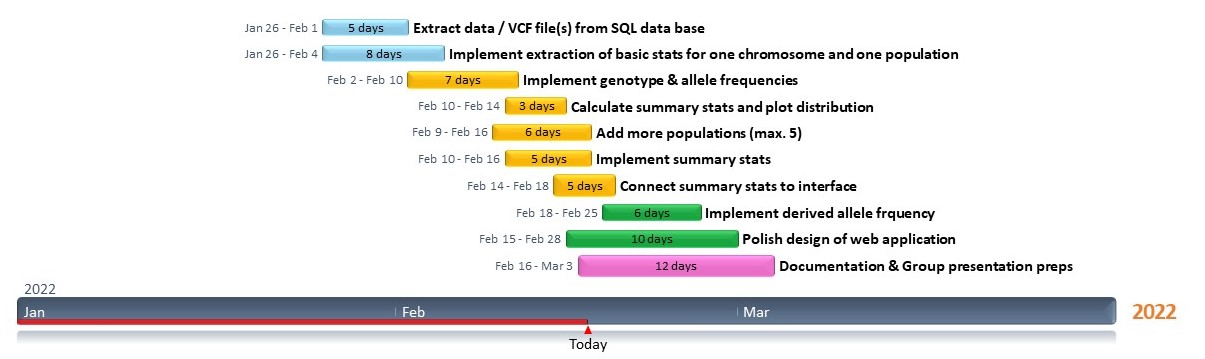 Jan 26 - Feb 1 5 days Extract data / VCF file(s) from SQL data base
Jan 26 - Feb 4 8 days Implement extraction of basic stats for one chromosome and one population
Feb 2 - Feb 10 7 days Implement genotype & allele frequencies
Feb 10 - Feb 14 3 days Calculate summary stats and plot distribution
Feb 9 - Feb 16 6 days Add more populations (max. 5)
Feb 10 - Feb 16 5 days Implement summary stats
Feb 14 - Feb 18 5 days Connect summary stats to interface
Feb 18 - Feb 25 6 days Implement derived allele frquency
Feb 15 - Feb 28 10 days Polish design of web application
Feb 16 - Mar 3 12 days Documentation & Group presentation preps
2022
Jan Feb Mar 2022
Today